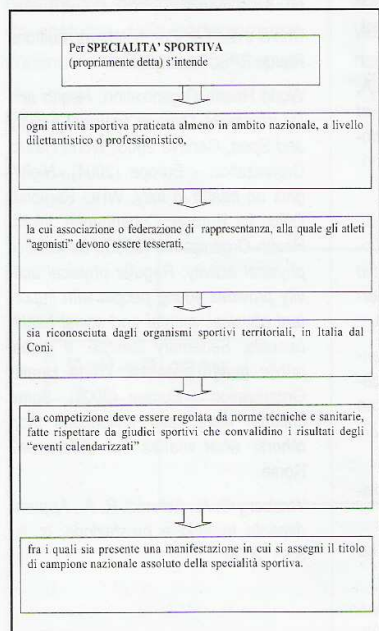 Per SPECIALITA' SPORTIVA
(propriamente detta) s'intende
ogni attività sportiva praticata almeno in ambito nazionale, a livello
dilettantistico o professionistico,
la cui associazione o federazione di rappresentanza, alla quale gli atleti
"agonisti" devono essere tesserati,
sia riconosciuta dagli organismi sportivi territoriali, in Italia dal
Coni.
La competizione deve essere regolata da norme tecniche e sanitarie,
fatte rispettare da giudici sportivi che convalidino i risultati degli
"eventi calendarizzati"
fra i quali sia presente una manifestazione in cui si assegni il titolo
di campione nazionale assoluto della specialità sportiva.